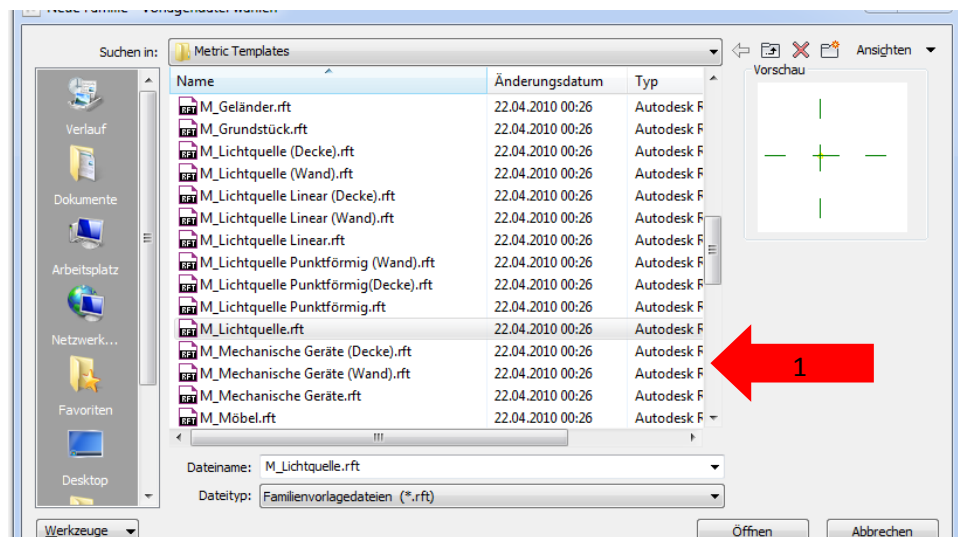 Neue Familie - Vorlagendatei wählen
Suchen in: Metric Templates Ansichten
Vorschau
Name Änderungsdatum Typ
M_Geländer.rft 22.04.2010 00:26 Autodesk R
M_Grundstück.rft 22.04.2010 00:26 Autodesk R
M_Lichtquelle (Decke).rft 22.04.2010 00:26 Autodesk R
M_Lichtquelle (Wand).rft 22.04.2010 00:26 Autodesk R
M_Lichtquelle Linear (Decke).rft 22.04.2010 00:26 Autodesk R
M_Lichtquelle Linear (Wand).rft 22.04.2010 00:26 Autodesk R
M_Lichtquelle Linear.rft 22.04.2010 00:26 Autodesk R
M_Lichtquelle Punktförmig (Wand).rft 22.04.2010 00:26 Autodesk R
M_Lichtquelle Punktförmig(Decke).rft 22.04.2010 00:26 Autodesk R
M_Lichtquelle Punktförmig.rft 22.04.2010 00:26 Autodesk R
M_Lichtquelle.rft 22.04.2010 00:26 Autodesk R
M_Mechanische Geräte (Decke).rft 22.04.2010 00:26 Autodesk R
M_Mechanische Geräte (Wand).rft 22.04.2010 00:26 Autodesk R
M_Mechanische Geräte.rft 22.04.2010 00:26 Autodesk R
M_Möbel.rft 22.04.2010 00:26 Autodesk R
Verlauf
Dokumente
Arbeitsplatz
Netzwerk...
Favoriten
Desktop
1
Dateiname: M_Lichtquelle.rft
Dateityp: Familienvorlagedateien (*.rft)
Werkzeuge Öffnen Abbrechen